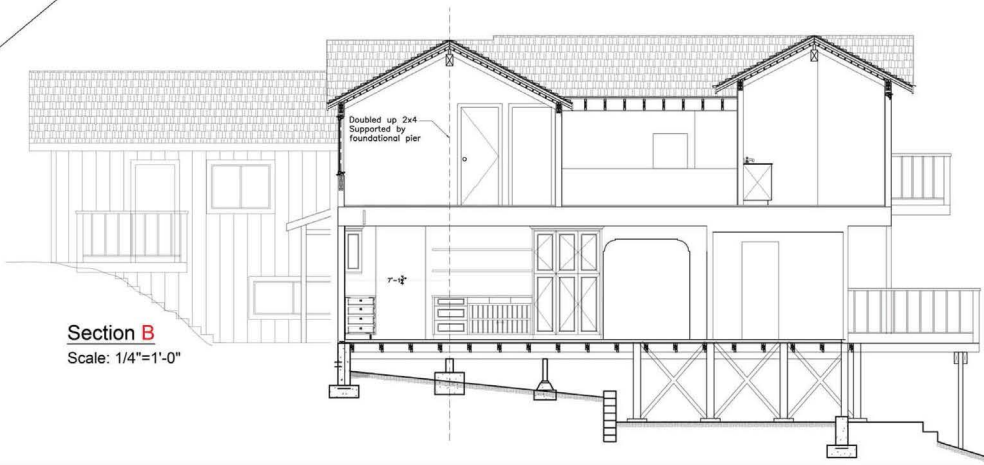 Doubled up 2x4
Supported by
foundational pier
Section B
Scale: 1/4"=1'-0"